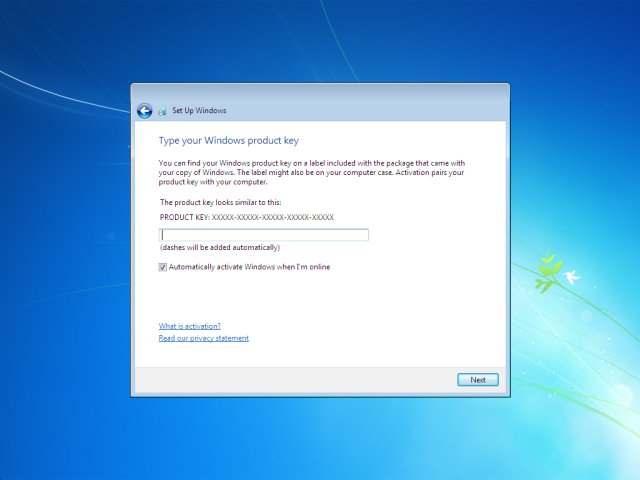 Set Up Windows
Type your Windows product key
You can find your Windows product key on a label included with the package that came with
your copy of Windows. The label might also be on your computer case. Activation pairs your
product key with your computer.
The product key looks similar to this:
PRODUCT KEY: XXXXX-XXXXX-XXXXX-XXXXX-XXXXX
(dashes will be added automatically)
Automatically activate Windows when I'm online
What is activation?
Read our privacy statement
Next